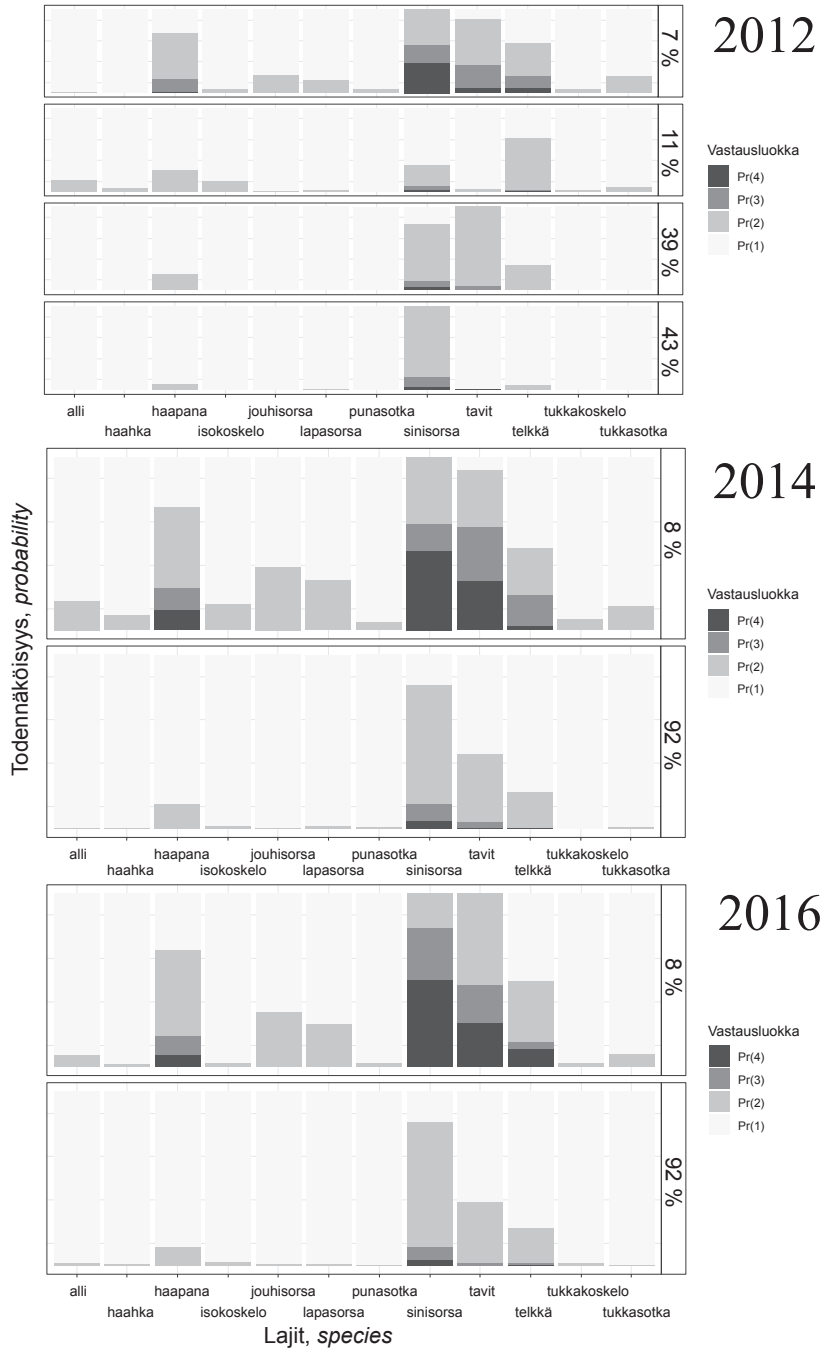 2012
7 %
11 %
39 %
43 %
Vastausluokka
Pr(4)
Pr(3)
Pr(2)
Pr(1)
alli
haapana
jouhisorsa
punasotka
tavit
tukkakoskelo
haahka
isokoskelo
lapasorsa
sinisorsa
telkkä
tukkasotka
Todennäköisyys, probability
2014
8 %
92 %
Vastausluokka
Pr(4)
Pr(3)
Pr(2)
Pr(1)
alli
haapana
jouhisorsa
punasotka
tavit
tukkakoskelo
haahka
isokoskelo
lapasorsa
sinisorsa
telkkä
tukkasotka
2016
8 %
92 %
Vastausluokka
Pr(4)
Pr(3)
Pr(2)
Pr(1)
alli
haapana
jouhisorsa
punasotka
tavit
tukkakoskelo
haahka
isokoskelo
lapasorsa
sinisorsa
telkkä
tukkasotka
Lajit, species